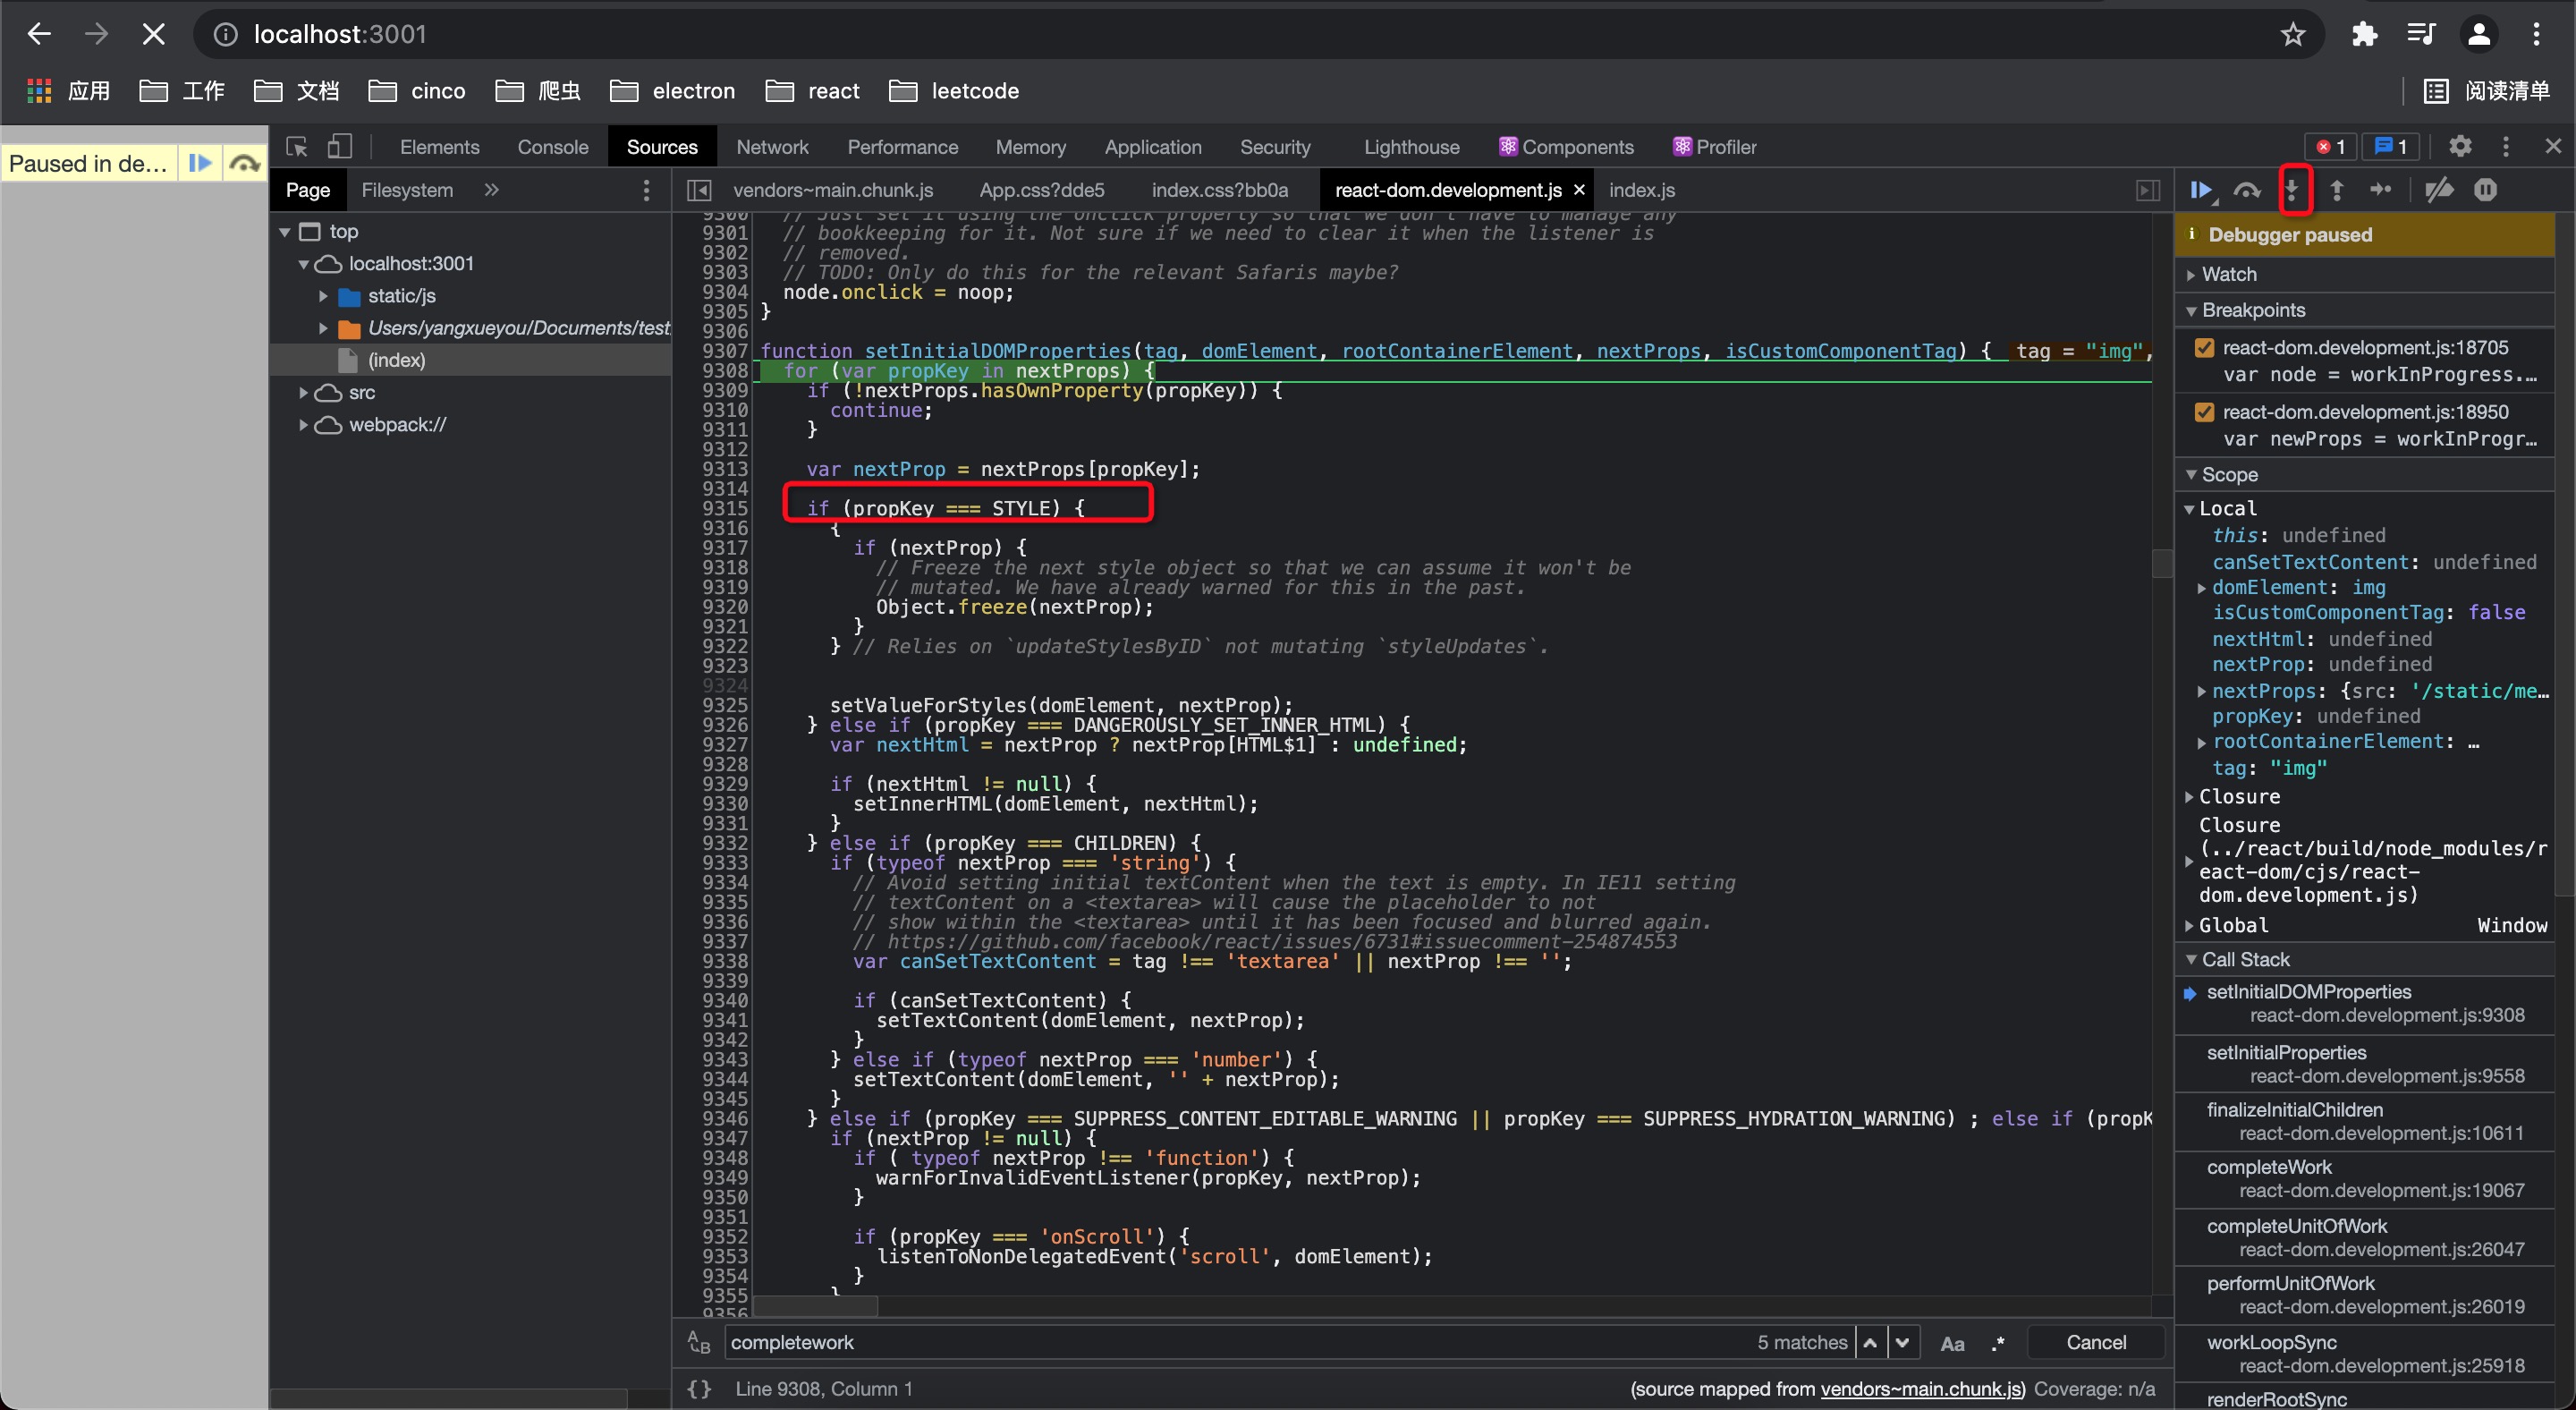 localhost:3001
应用 工作 文档 cinco 爬虫 electron react leetcode 阅读清单
Paused in de…
Elements Console Sources Network Performance Memory Application Security Lighthouse Components Profiler 1 1
Page Filesystem »
vendors~main.chunk.js App.css?dde5 index.css?bb0a react-dom.development.js × index.js
top
localhost:3001
static/js
Users/yangxueyou/Documents/test
(index)
src
webpack://
9300 // Just set it using the onclick property so that we don't have to manage any
9301 // bookkeeping for it. Not sure if we need to clear it when the listener is
9302 // removed.
9303 // TODO: Only do this for the relevant Safaris maybe?
9304 node.onclick = noop;
9305 }
9306
9307 function setInitialDOMProperties(tag, domElement, rootContainerElement, nextProps, isCustomComponentTag) { tag = "img",
9308 for (var propKey in nextProps) {
9309 if (!nextProps.hasOwnProperty(propKey)) {
9310 continue;
9311 }
9312
9313 var nextProp = nextProps[propKey];
9314
9315 if (propKey === STYLE) {
9316 {
9317 if (nextProp) {
9318 // Freeze the next style object so that we can assume it won't be
9319 // mutated. We have already warned for this in the past.
9320 Object.freeze(nextProp);
9321 }
9322 } // Relies on `updateStylesByID` not mutating `styleUpdates`.
9323
9324
9325 setValueForStyles(domElement, nextProp);
9326 } else if (propKey === DANGEROUSLY_SET_INNER_HTML) {
9327 var nextHtml = nextProp ? nextProp[HTML$1] : undefined;
9328
9329 if (nextHtml != null) {
9330 setInnerHTML(domElement, nextHtml);
9331 }
9332 } else if (propKey === CHILDREN) {
9333 if (typeof nextProp === 'string') {
9334 // Avoid setting initial textContent when the text is empty. In IE11 setting
9335 // textContent on a <textarea> will cause the placeholder to not
9336 // show within the <textarea> until it has been focused and blurred again.
9337 // https://github.com/facebook/react/issues/6731#issuecomment-254874553
9338 var canSetTextContent = tag !== 'textarea' || nextProp !== '';
9339
9340 if (canSetTextContent) {
9341 setTextContent(domElement, nextProp);
9342 }
9343 } else if (typeof nextProp === 'number') {
9344 setTextContent(domElement, '' + nextProp);
9345 }
9346 } else if (propKey === SUPPRESS_CONTENT_EDITABLE_WARNING || propKey === SUPPRESS_HYDRATION_WARNING) ; else if (propK
9347 if (nextProp != null) {
9348 if ( typeof nextProp !== 'function') {
9349 warnForInvalidEventListener(propKey, nextProp);
9350 }
9351
9352 if (propKey === 'onScroll') {
9353 listenToNonDelegatedEvent('scroll', domElement);
9354 }
9355 }
9356
completework 5 matches Aa .* Cancel
{} Line 9308, Column 1 (source mapped from vendors~main.chunk.js) Coverage: n/a
Debugger paused
Watch
Breakpoints
react-dom.development.js:18705
var node = workInProgress.…
react-dom.development.js:18950
var newProps = workInProgr…
Scope
Local
this: undefined
canSetTextContent: undefined
domElement: img
isCustomComponentTag: false
nextHtml: undefined
nextProp: undefined
nextProps: {src: '/static/me…
propKey: undefined
rootContainerElement: …
tag: "img"
Closure
Closure
(../react/build/node_modules/r
eact-dom/cjs/react-
dom.development.js)
Global Window
Call Stack
setInitialDOMProperties
react-dom.development.js:9308
setInitialProperties
react-dom.development.js:9558
finalizeInitialChildren
react-dom.development.js:10611
completeWork
react-dom.development.js:19067
completeUnitOfWork
react-dom.development.js:26047
performUnitOfWork
react-dom.development.js:26019
workLoopSync
react-dom.development.js:25918
renderRootSync